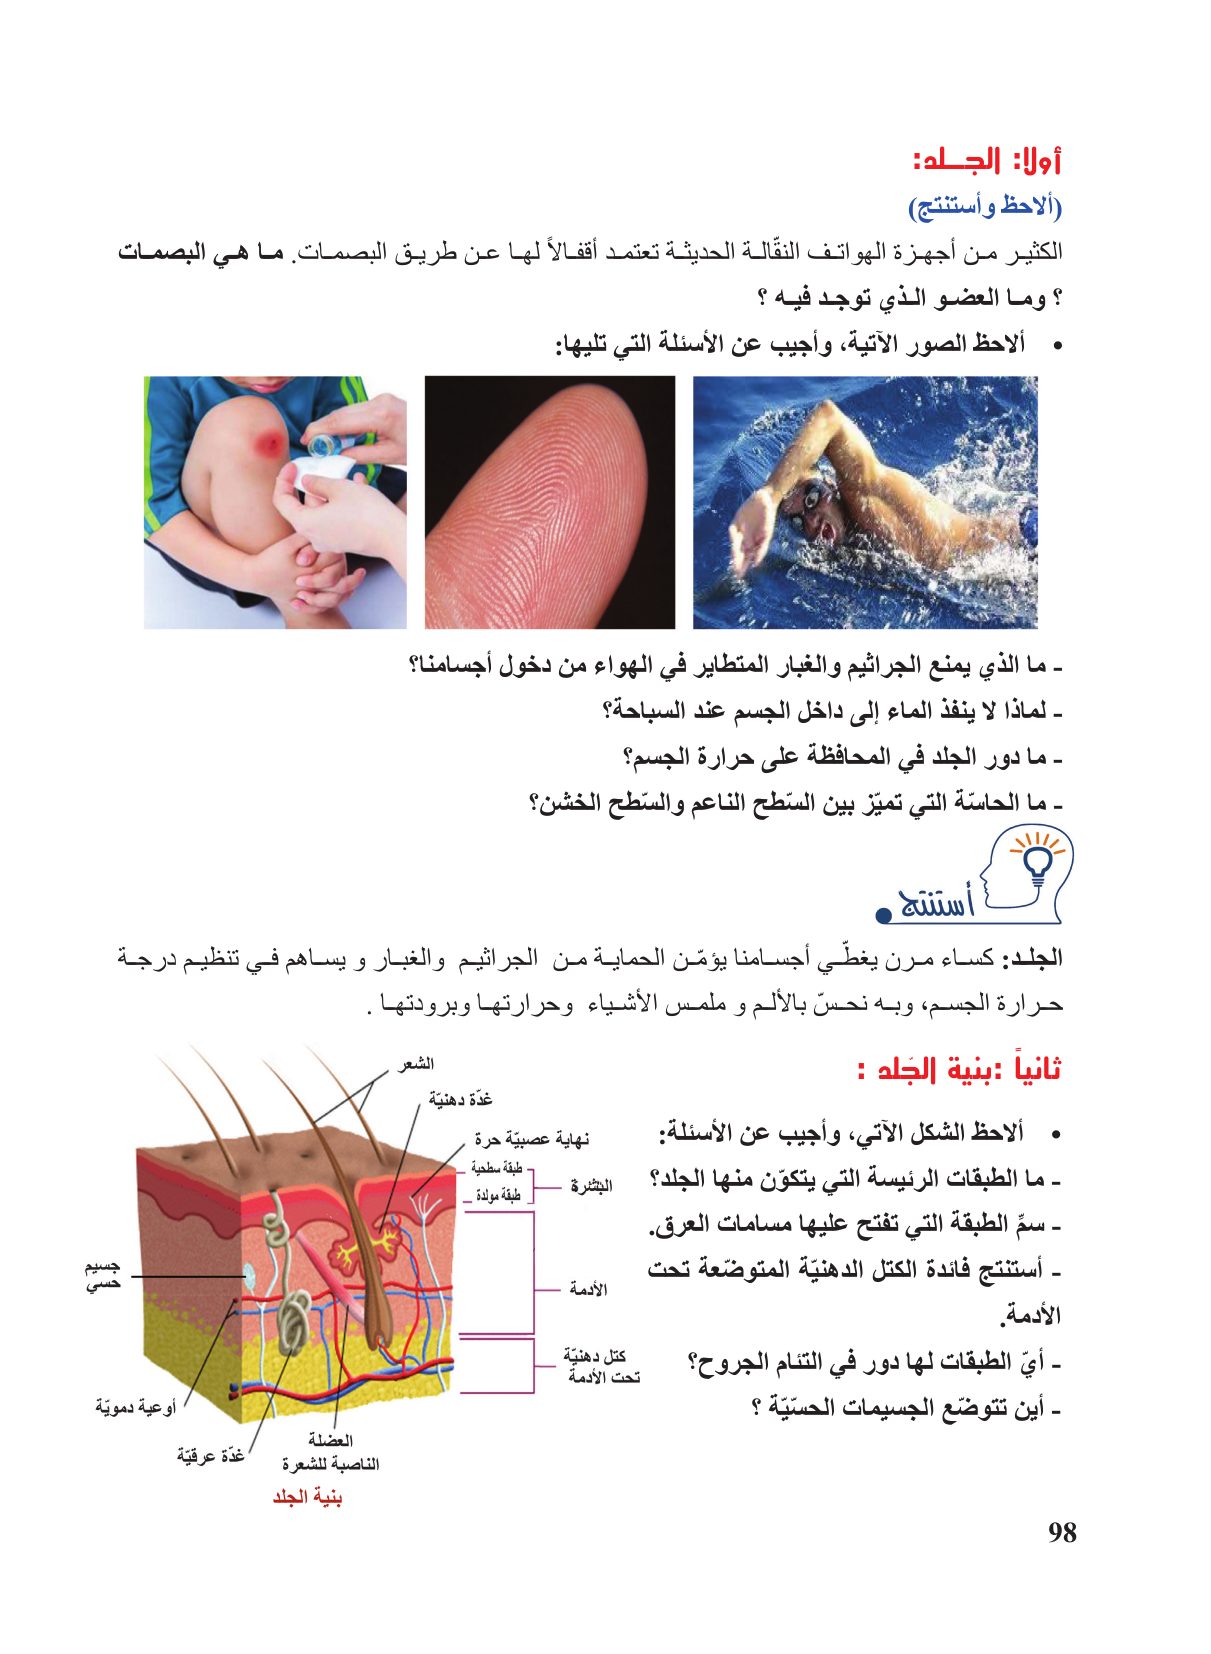 أولاً: الجلد:
(ألاحظ وأستنتج)
الكثير من أجهزة الهواتف النقّالة الحديثة تعتمد أقفالاً لها عن طريق البصمات. ما هي البصمات
؟ وما العضو الذي توجد فيه ؟
• ألاحظ الصور الآتية، وأجيب عن الأسئلة التي تليها:
- ما الذي يمنع الجراثيم والغبار المتطاير في الهواء من دخول أجسامنا؟
- لماذا لا ينفذ الماء إلى داخل الجسم عند السباحة؟
- ما دور الجلد في المحافظة على حرارة الجسم؟
- ما الحاسّة التي تميّز بين السّطح الناعم والسّطح الخشن؟
أستنتج
الجلد: كساء مرن يغطّي أجسامنا يؤمّن الحماية من الجراثيم والغبار و يساهم في تنظيم درجة
حرارة الجسم، وبه نحسّ بالألم و ملمس الأشياء وحرارتها وبرودتها .
ثانياً :بنية الجَلد :
• ألاحظ الشكل الآتي، وأجيب عن الأسئلة:
- ما الطبقات الرئيسة التي يتكوّن منها الجلد؟
- سمِّ الطبقة التي تفتح عليها مسامات العرق.
- أستنتج فائدة الكتل الدهنيّة المتوضّعة تحت
الأدمة.
- أيّ الطبقات لها دور في التئام الجروح؟
- أين تتوضّع الجسيمات الحسّيّة ؟
الشعر
غدّة دهنيّة
نهاية عصبيّة حرة
طبقة سطحية
البشرة
طبقة مولدة
جسيم
حسي
الأدمة
كتل دهنيّة
تحت الأدمة
أوعية دمويّة
غدّة عرقيّة
العضلة
الناصبة للشعرة
بنية الجلد
98